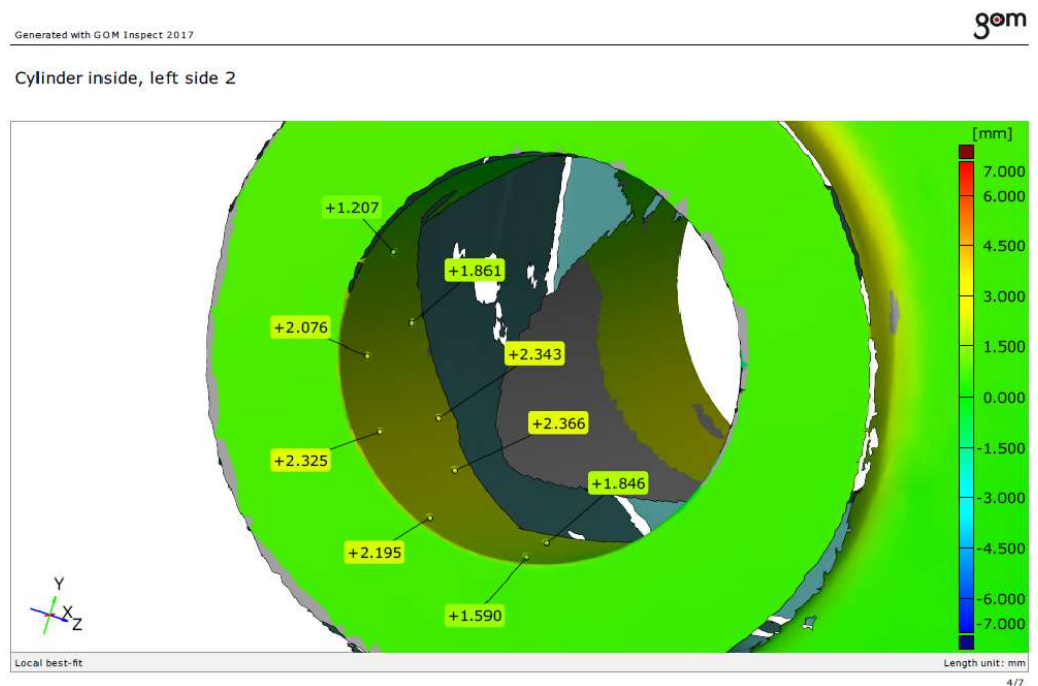 gom
Generated with GOM Inspect 2017
Cylinder inside, left side 2
[mm]
7.000
6.000
4.500
3.000
1.500
0.000
-1.500
-3.000
-4.500
-6.000
-7.000
+1.207
+1.861
+2.076
+2.343
+2.366
+2.325
+1.846
+2.195
+1.590
Y
X
Z
Local best-fit
Length unit: mm
4/7